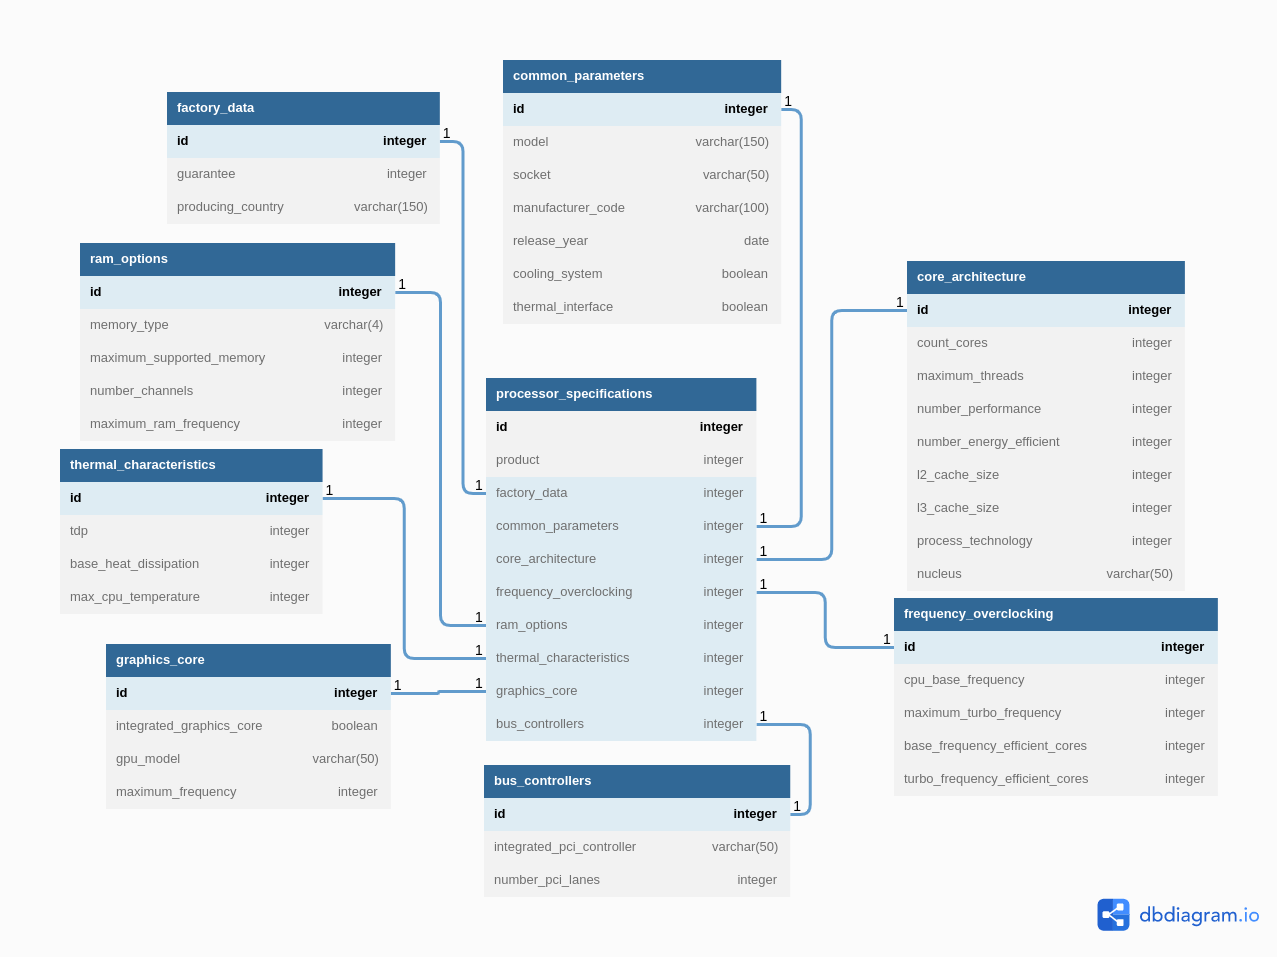 common_parameters
id integer
model varchar(150)
socket varchar(50)
manufacturer_code varchar(100)
release_year date
cooling_system boolean
thermal_interface boolean
1
factory_data
id integer
guarantee integer
producing_country varchar(150)
1
ram_options
id integer
memory_type varchar(4)
maximum_supported_memory integer
number_channels integer
maximum_ram_frequency integer
1
core_architecture
id integer
count_cores integer
maximum_threads integer
number_performance integer
number_energy_efficient integer
l2_cache_size integer
l3_cache_size integer
process_technology integer
nucleus varchar(50)
1
processor_specifications
id integer
product integer
1 factory_data integer
common_parameters integer 1
core_architecture integer 1
frequency_overclocking integer 1
1 ram_options integer
1 thermal_characteristics integer
1 graphics_core integer
bus_controllers integer 1
thermal_characteristics
id integer
tdp integer
base_heat_dissipation integer
max_cpu_temperature integer
1
frequency_overclocking
id integer
cpu_base_frequency integer
maximum_turbo_frequency integer
base_frequency_efficient_cores integer
turbo_frequency_efficient_cores integer
1
graphics_core
id integer
integrated_graphics_core boolean
gpu_model varchar(50)
maximum_frequency integer
1
bus_controllers
id integer
integrated_pci_controller varchar(50)
number_pci_lanes integer
1
dbdiagram.io